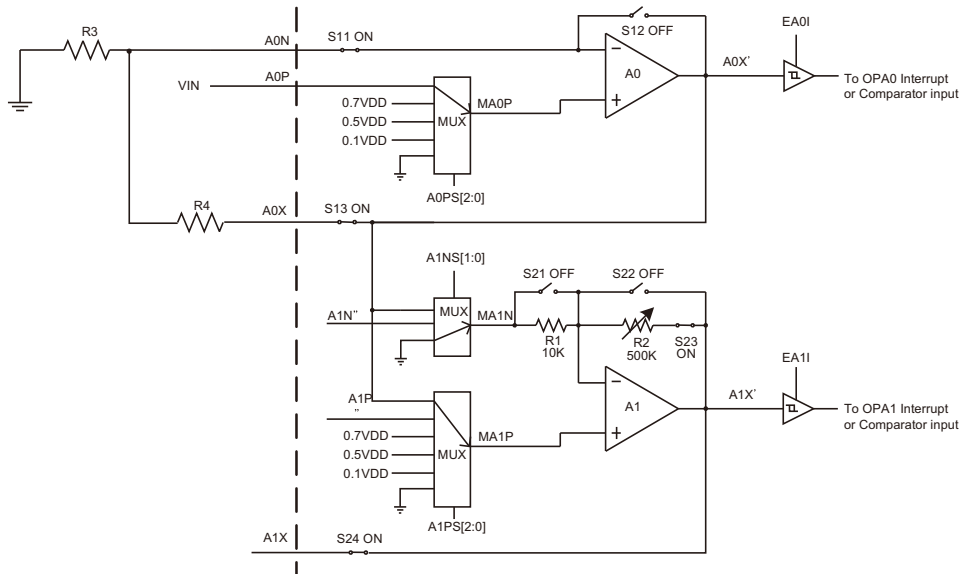 R3
A0N
S11 ON
S12 OFF
EA0I
VIN
A0P
0.7VDD
0.5VDD
0.1VDD
MUX
MA0P
A0
A0X'
To OPA0 Interrupt
or Comparator input
A0PS[2:0]
R4
A0X
S13 ON
A1NS[1:0]
S21 OFF
S22 OFF
A1N"
MUX
MA1N
R1
10K
R2
500K
S23
ON
EA1I
A1P
"
0.7VDD
0.5VDD
0.1VDD
MUX
MA1P
A1
A1X'
To OPA1 Interrupt
or Comparator input
A1PS[2:0]
A1X
S24 ON